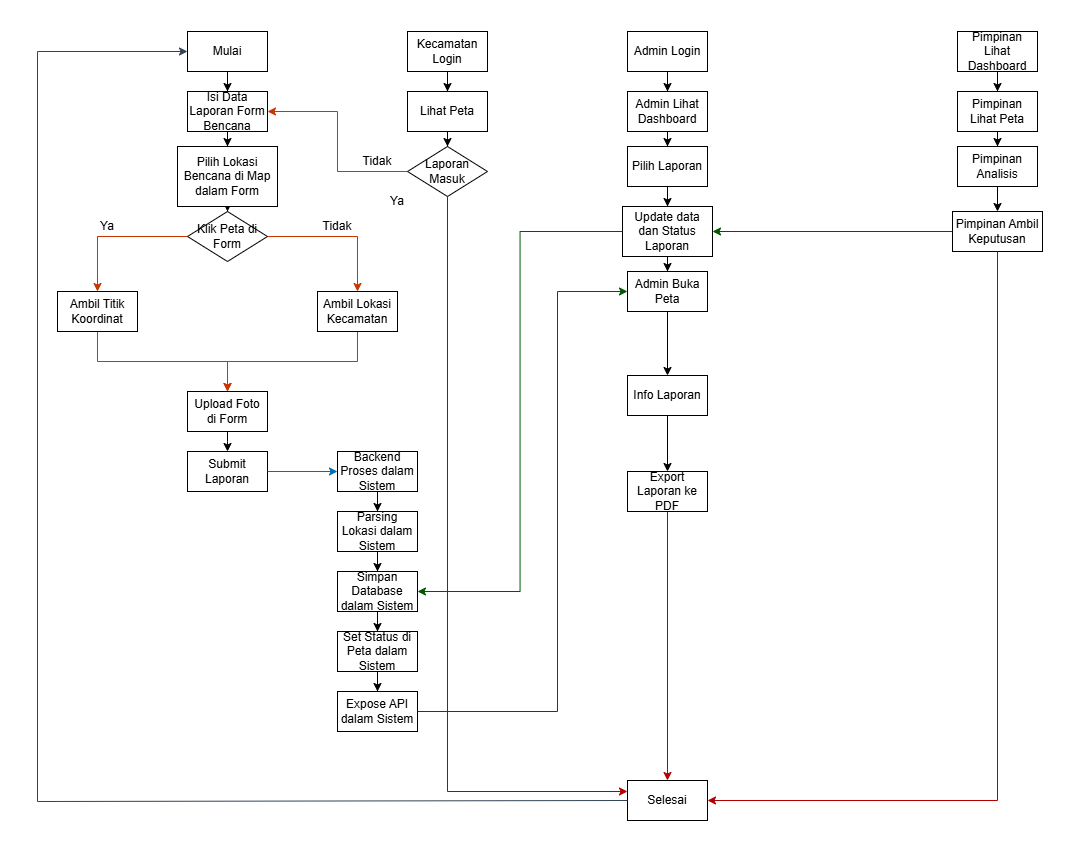 Mulai
Isi Data
Laporan Form
Bencana
Pilih Lokasi
Bencana di Map
dalam Form
Klik Peta di
Form
Ya
Tidak
Ambil Titik
Koordinat
Ambil Lokasi
Kecamatan
Upload Foto
di Form
Submit
Laporan
Backend
Proses dalam
Sistem
Parsing
Lokasi dalam
Sistem
Simpan
Database
dalam Sistem
Set Status di
Peta dalam
Sistem
Expose API
dalam Sistem
Kecamatan
Login
Lihat Peta
Laporan
Masuk
Tidak
Ya
Admin Login
Admin Lihat
Dashboard
Pilih Laporan
Update data
dan Status
Laporan
Admin Buka
Peta
Info Laporan
Export
Laporan ke
PDF
Selesai
Pimpinan
Lihat
Dashboard
Pimpinan
Lihat Peta
Pimpinan
Analisis
Pimpinan Ambil
Keputusan